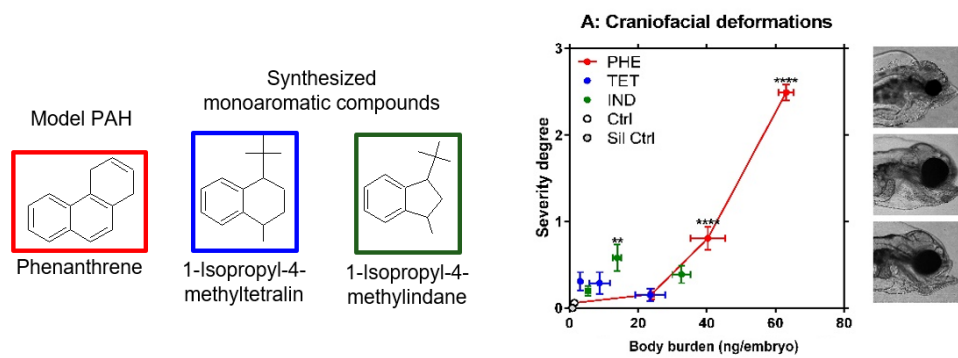 Model PAH
Phenanthrene
Synthesized
monoaromatic compounds
1-Isopropyl-4-
methyltetralin
1-Isopropyl-4-
methylindane
A: Craniofacial deformations
Severity degree
3
2
1
0
PHE
TET
IND
Ctrl
Sil Ctrl
**
****
****
0
20
40
60
80
Body burden (ng/embryo)